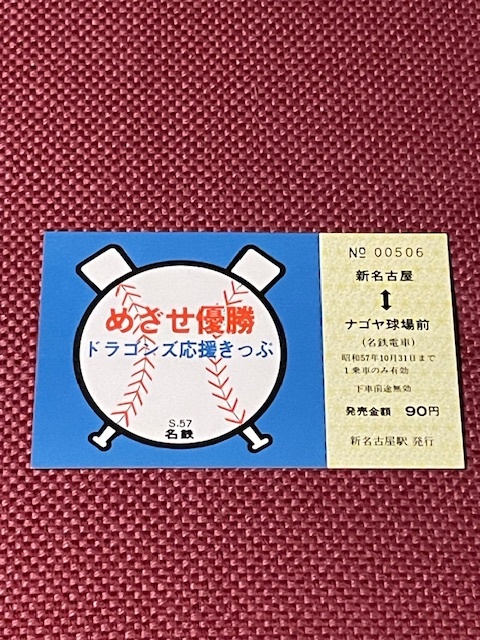 めざせ優勝
ドラゴンズ応援きっぷ
S.57
名鉄
№ 00506
新名古屋
↕
ナゴヤ球場前
(名鉄電車)
昭和57年10月31日まで
1乗車のみ有効
下車前途無効
発売金額 90円
新名古屋駅 発行